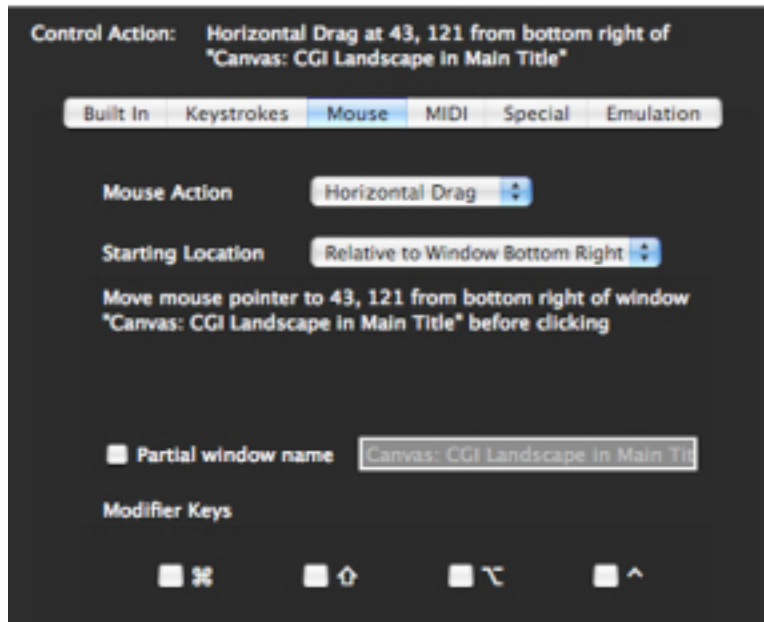 Control Action: Horizontal Drag at 43, 121 from bottom right of
"Canvas: CGI Landscape in Main Title"
Built In Keystrokes Mouse MIDI Special Emulation
Mouse Action Horizontal Drag
Starting Location Relative to Window Bottom Right
Move mouse pointer to 43, 121 from bottom right of window
"Canvas: CGI Landscape in Main Title" before clicking
Partial window name Canvas: CGI Landscape in Main Tit
Modifier Keys
⌘ ⇧ ⌥ ^